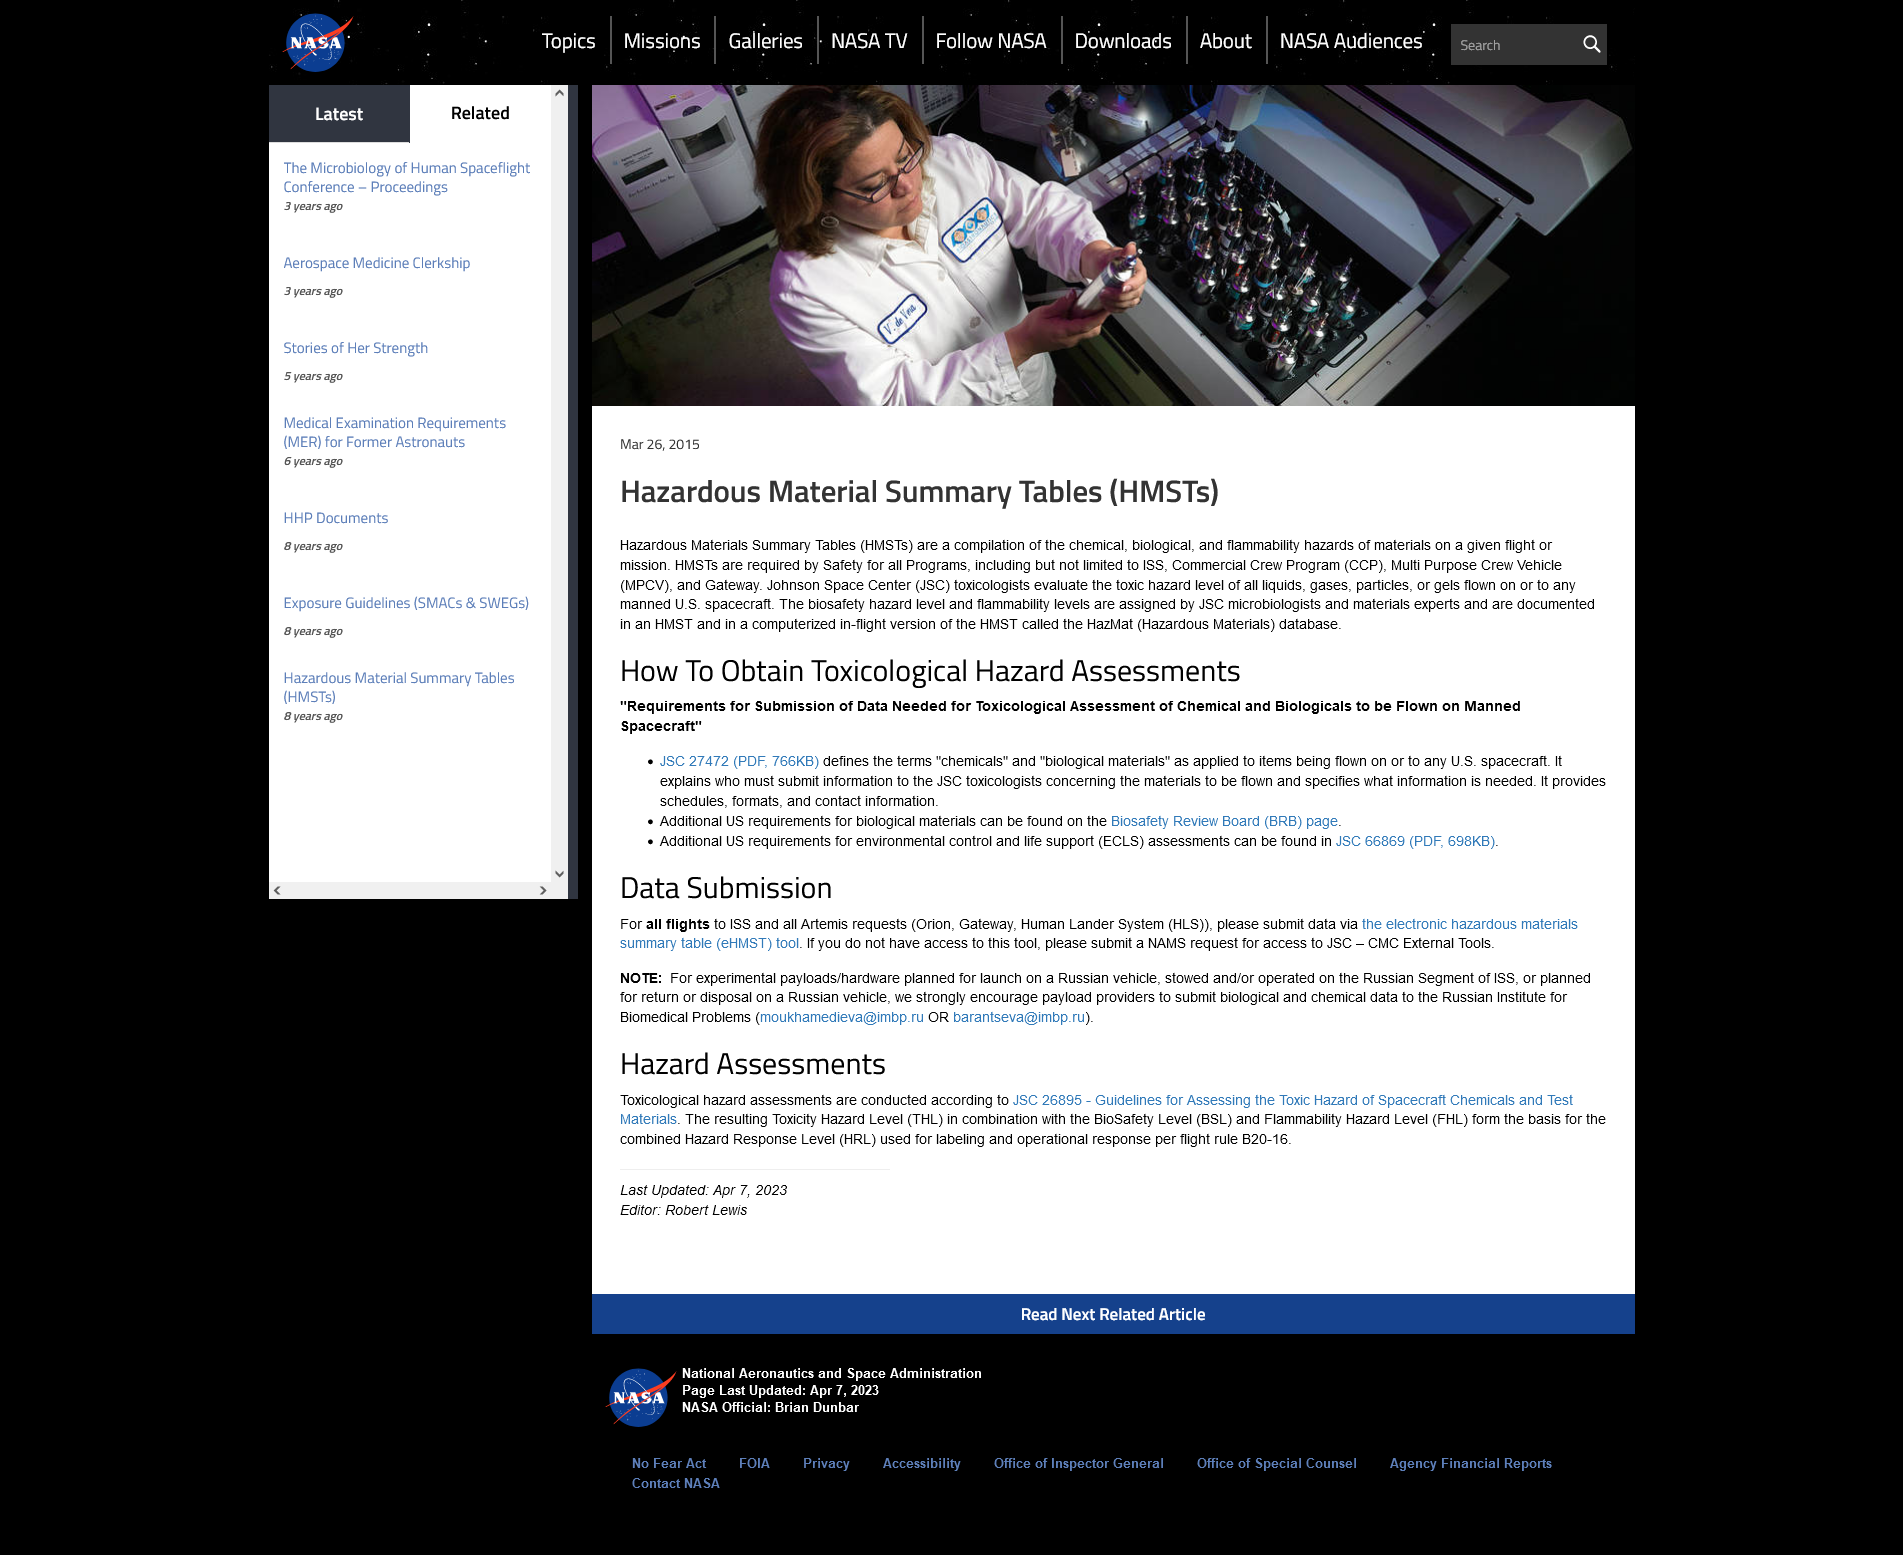 NASA
Topics
Missions
Galleries
NASA TV
Follow NASA
Downloads
About
NASA Audiences
Search
Latest
Related
The Microbiology of Human Spaceflight
Conference – Proceedings
3 years ago
Aerospace Medicine Clerkship
3 years ago
Stories of Her Strength
5 years ago
Medical Examination Requirements
(MER) for Former Astronauts
6 years ago
HHP Documents
8 years ago
Exposure Guidelines (SMACs & SWEGs)
8 years ago
Hazardous Material Summary Tables
(HMSTs)
8 years ago
V. de Vera
Mar 26, 2015
Hazardous Material Summary Tables (HMSTs)
Hazardous Materials Summary Tables (HMSTs) are a compilation of the chemical, biological, and flammability hazards of materials on a given flight or
mission. HMSTs are required by Safety for all Programs, including but not limited to ISS, Commercial Crew Program (CCP), Multi Purpose Crew Vehicle
(MPCV), and Gateway. Johnson Space Center (JSC) toxicologists evaluate the toxic hazard level of all liquids, gases, particles, or gels flown on or to any
manned U.S. spacecraft. The biosafety hazard level and flammability levels are assigned by JSC microbiologists and materials experts and are documented
in an HMST and in a computerized in-flight version of the HMST called the HazMat (Hazardous Materials) database.
How To Obtain Toxicological Hazard Assessments
"Requirements for Submission of Data Needed for Toxicological Assessment of Chemical and Biologicals to be Flown on Manned
Spacecraft"
• JSC 27472 (PDF, 766KB) defines the terms "chemicals" and "biological materials" as applied to items being flown on or to any U.S. spacecraft. It
explains who must submit information to the JSC toxicologists concerning the materials to be flown and specifies what information is needed. It provides
schedules, formats, and contact information.
• Additional US requirements for biological materials can be found on the Biosafety Review Board (BRB) page.
• Additional US requirements for environmental control and life support (ECLS) assessments can be found in JSC 66869 (PDF, 698KB).
Data Submission
For all flights to ISS and all Artemis requests (Orion, Gateway, Human Lander System (HLS)), please submit data via the electronic hazardous materials
summary table (eHMST) tool. If you do not have access to this tool, please submit a NAMS request for access to JSC – CMC External Tools.
NOTE: For experimental payloads/hardware planned for launch on a Russian vehicle, stowed and/or operated on the Russian Segment of ISS, or planned
for return or disposal on a Russian vehicle, we strongly encourage payload providers to submit biological and chemical data to the Russian Institute for
Biomedical Problems (moukhamedieva@imbp.ru OR barantseva@imbp.ru).
Hazard Assessments
Toxicological hazard assessments are conducted according to JSC 26895 - Guidelines for Assessing the Toxic Hazard of Spacecraft Chemicals and Test
Materials. The resulting Toxicity Hazard Level (THL) in combination with the BioSafety Level (BSL) and Flammability Hazard Level (FHL) form the basis for the
combined Hazard Response Level (HRL) used for labeling and operational response per flight rule B20-16.
Last Updated: Apr 7, 2023
Editor: Robert Lewis
Read Next Related Article
NASA
National Aeronautics and Space Administration
Page Last Updated: Apr 7, 2023
NASA Official: Brian Dunbar
No Fear Act
FOIA
Privacy
Accessibility
Office of Inspector General
Office of Special Counsel
Agency Financial Reports
Contact NASA